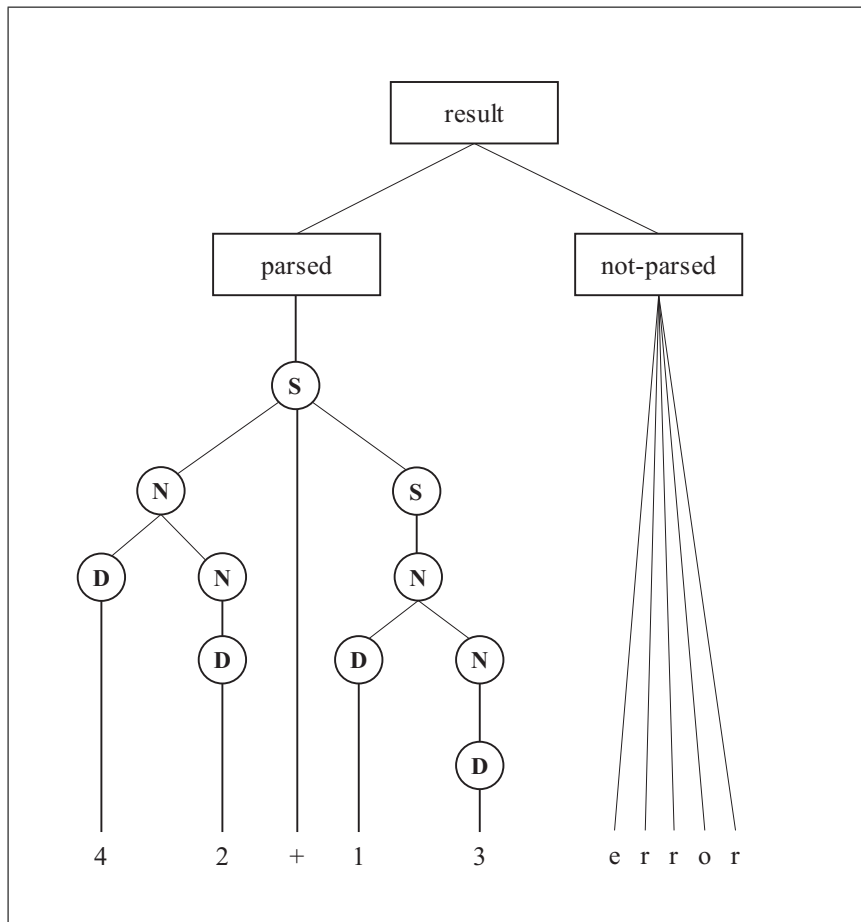 result
parsed not-parsed
S
N S
D N N
D D N
D
4 2 + 1 3 e r r o r